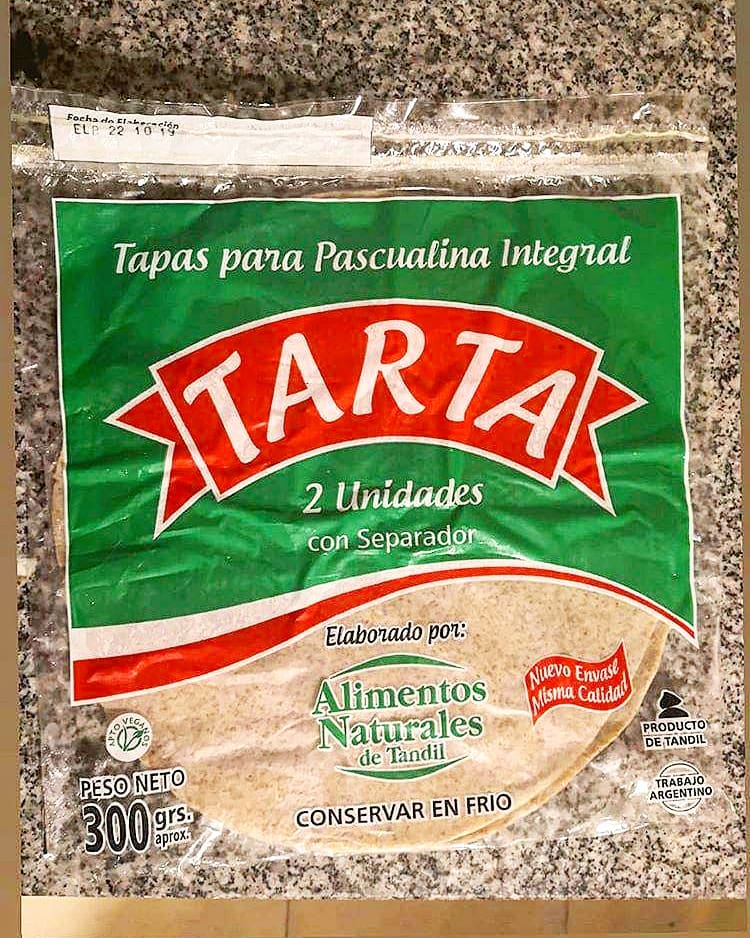 Fecha de Elaboración
ELB 22 10 19
Tapas para Pascualina Integral
TARTA
2 Unidades
con Separador
Elaborado por:
Alimentos
Naturales
de Tandil
Nuevo Envase
Misma Calidad
APTO VEGANOS
PRODUCTO
DE TANDIL
PESO NETO
300 grs.
aprox.
TRABAJO
ARGENTINO
CONSERVAR EN FRIO